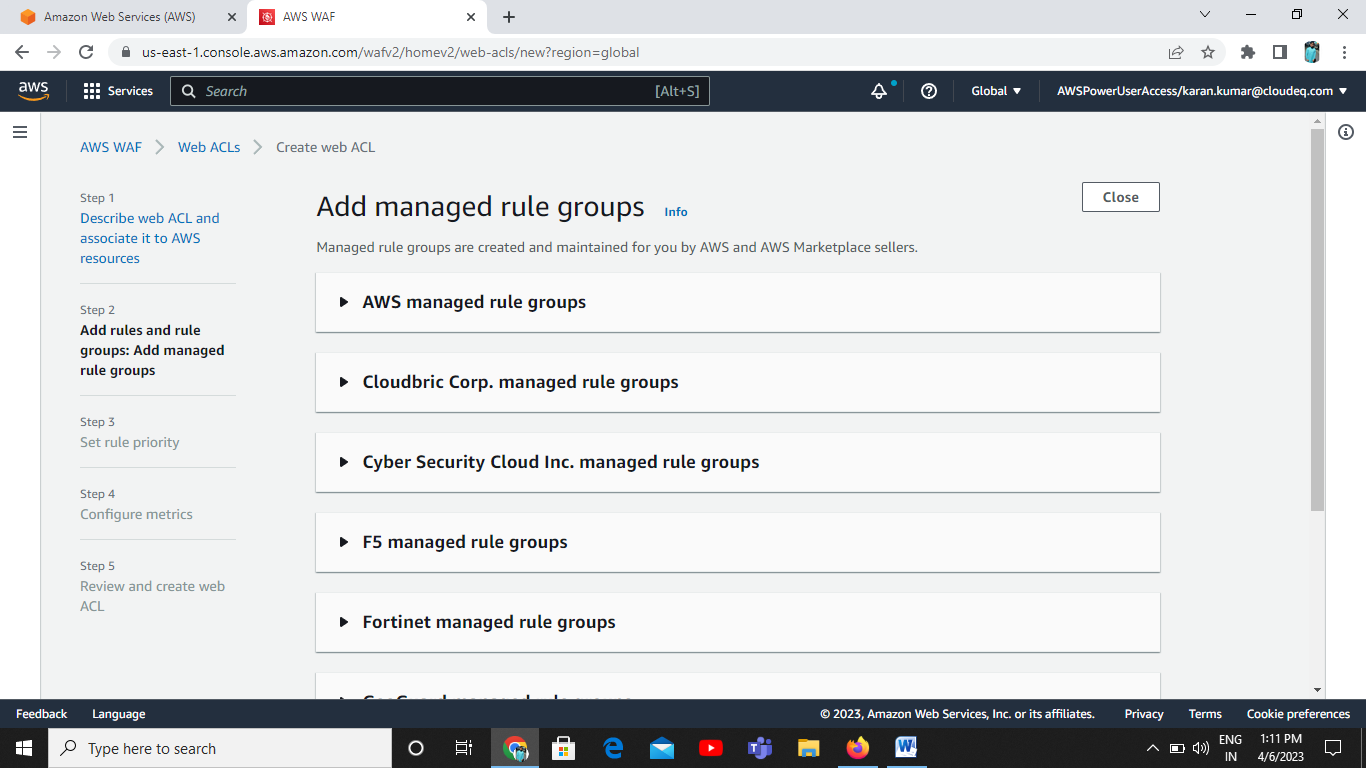 Amazon Web Services (AWS)
AWS WAF
us-east-1.console.aws.amazon.com/wafv2/homev2/web-acls/new?region=global
aws
Services
Search
[Alt+S]
Global
AWSPowerUserAccess/karan.kumar@cloudeq.com
AWS WAF
Web ACLs
Create web ACL
Step 1
Describe web ACL and
associate it to AWS
resources
Step 2
Add rules and rule
groups: Add managed
rule groups
Step 3
Set rule priority
Step 4
Configure metrics
Step 5
Review and create web
ACL
Add managed rule groups
Info
Close
Managed rule groups are created and maintained for you by AWS and AWS Marketplace sellers.
AWS managed rule groups
Cloudbric Corp. managed rule groups
Cyber Security Cloud Inc. managed rule groups
F5 managed rule groups
Fortinet managed rule groups
managed rule groups
Feedback
Language
© 2023, Amazon Web Services, Inc. or its affiliates.
Privacy
Terms
Cookie preferences
Type here to search
ENG
IN
1:11 PM
4/6/2023